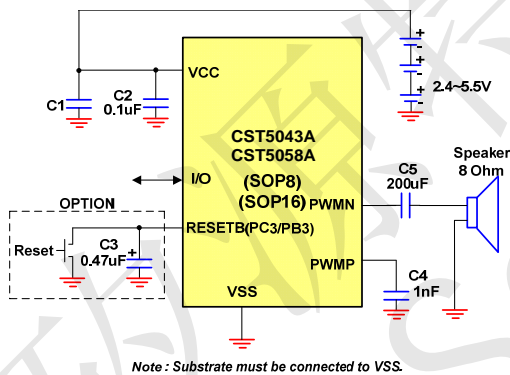 VCC
C1
C2
0.1uF
+
-
+
-
+
-
2.4~5.5V
CST5043A
CST5058A
(SOP8)
(SOP16)
I/O
OPTION
Reset
C3
0.47uF
+
RESETB(PC3/PB3)
PWMN
C5
200uF
Speaker
8 Ohm
PWMP
C4
1nF
VSS
Note : Substrate must be connected to VSS.